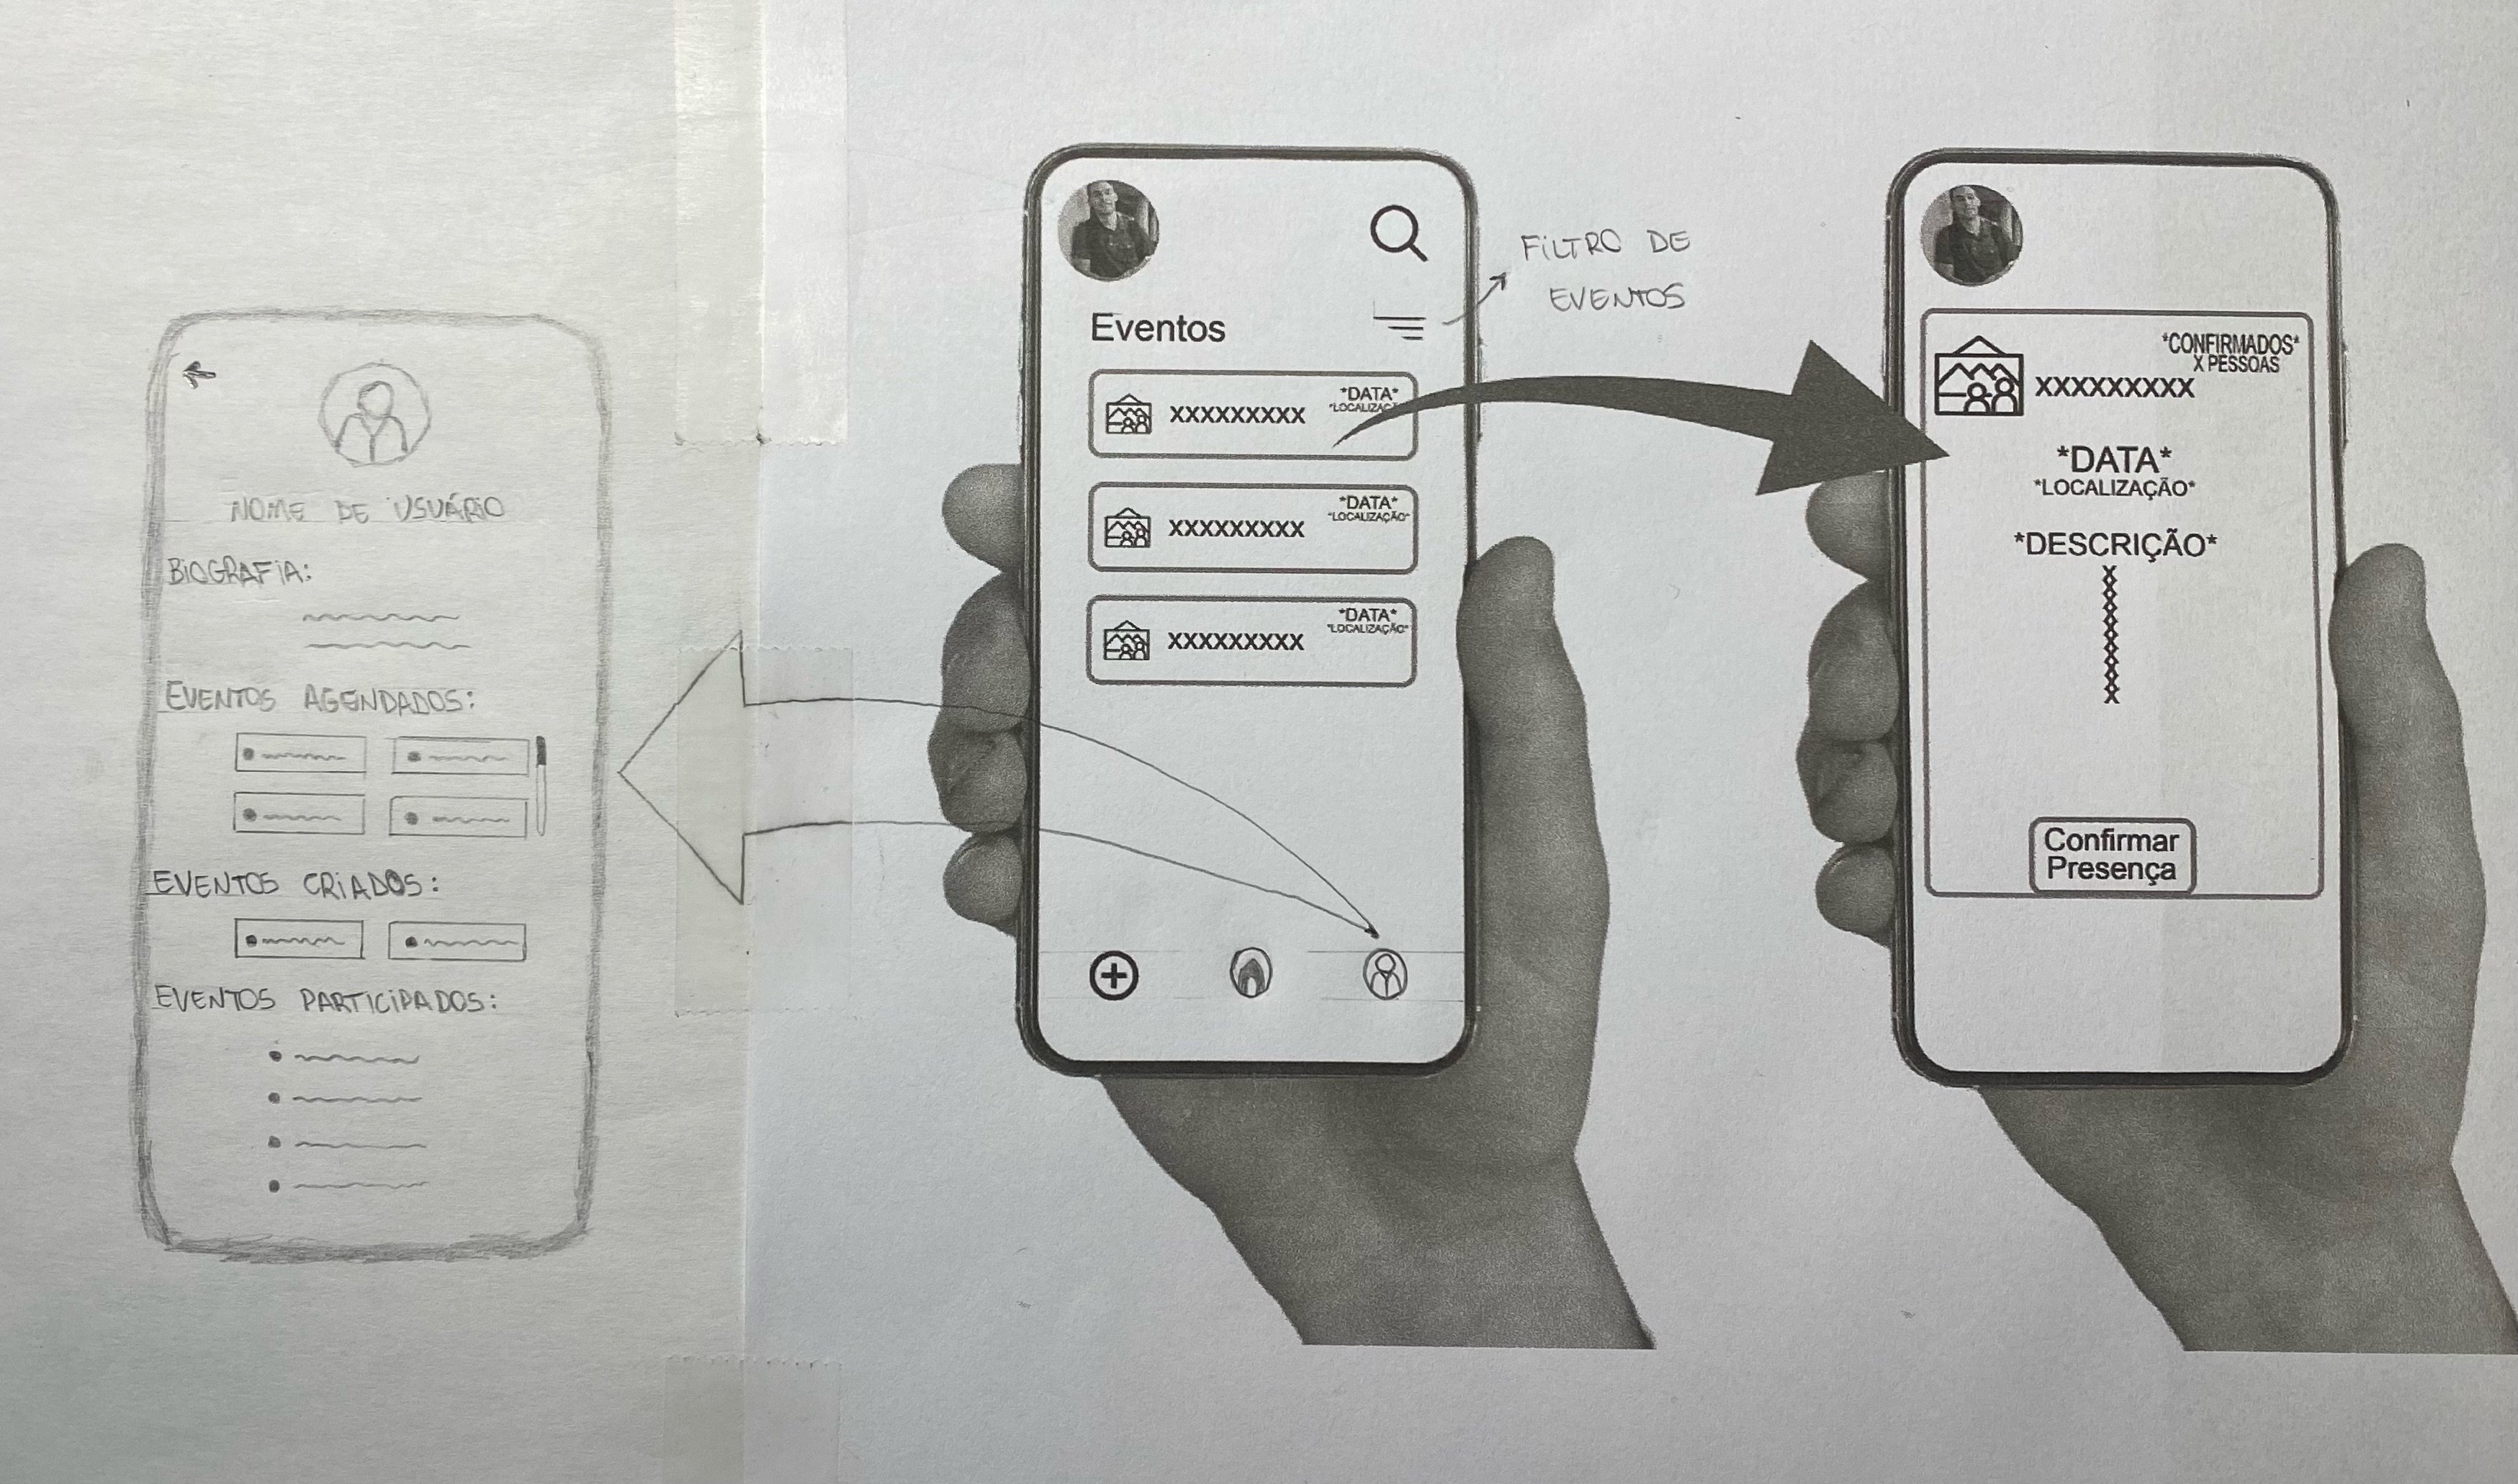 NOME DE USUÁRIO
BIOGRAFIA:
EVENTOS AGENDADOS:
EVENTOS CRIADOS:
EVENTOS PARTICIPADOS:
Eventos
FILTRO DE
EVENTOS
*DATA*
*LOCALIZAÇ
XXXXXXXXX
*DATA*
*LOCALIZAÇÃO*
XXXXXXXXX
*DATA*
*LOCALIZAÇÃO*
XXXXXXXXX
*CONFIRMADOS*
X PESSOAS
XXXXXXXXX
*DATA*
*LOCALIZAÇÃO*
*DESCRIÇÃO*
X
X
X
X
X
X
X
X
X
X
Confirmar
Presença